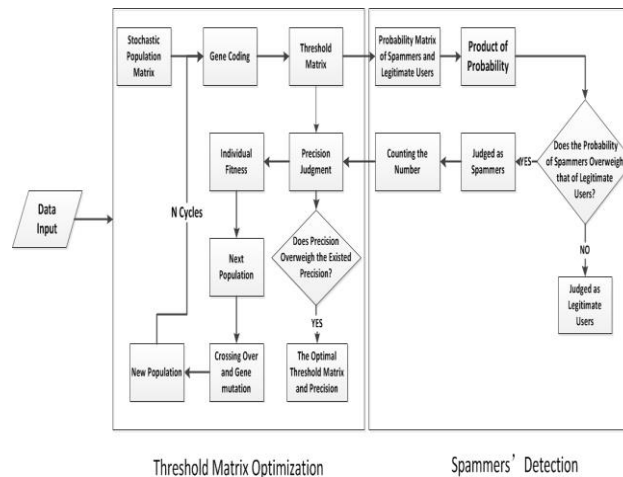 Stochastic
Population
Matrix
Gene Coding
Threshold
Matrix
Probability Matrix
of Spammers and
Legitimate Users
Product of
Probability
Individual
Fitness
Precision
Judgment
Counting the
Number
Judged as
Spammers
YES
Does the Probability
of Spammers Overweigh
that of Legitimate
Users?
Data
Input
N Cycles
Next
Population
Does Precision
Overweigh the Existed
Precision?
NO
Judged as
Legitimate
Users
YES
New Population
Crossing Over
and Gene
mutation
The Optimal
Threshold Matrix
and Precision
Threshold Matrix Optimization
Spammers' Detection